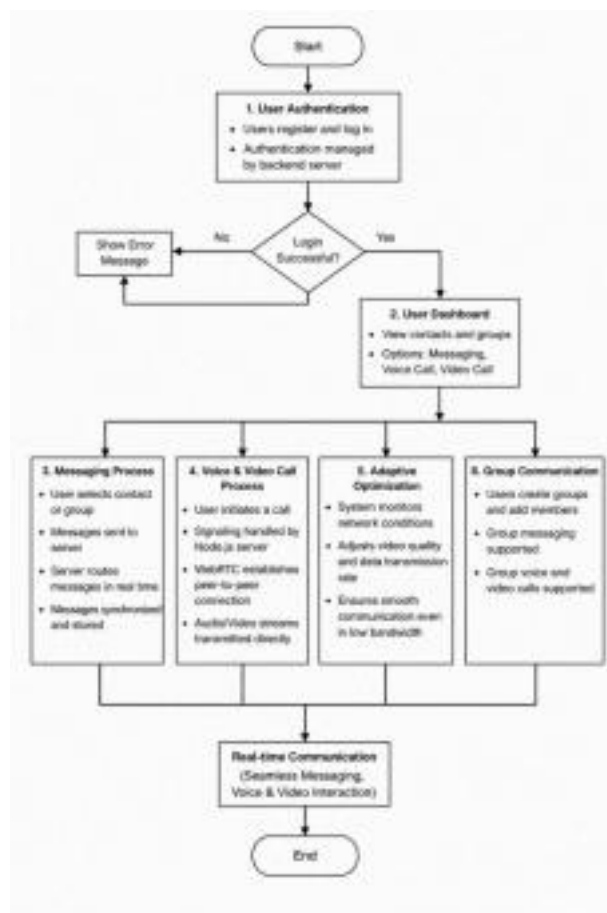 Start
1. User Authentication
• Users register and log in
• Authentication managed
by backend server
Login
Successful?
No
Yes
Show Error
Message
2. User Dashboard
• View contacts and groups
• Options: Messaging,
Voice Call, Video Call
3. Messaging Process
• User selects contact
or group
• Messages sent to
server
• Server routes
messages in real time
• Messages synchronized
and stored
4. Voice & Video Call
Process
• User initiates a call
• Signaling handled by
Node.js server
• WebRTC establishes
peer-to-peer
connection
• Audio/Video streams
transmitted directly
5. Adaptive
Optimization
• System monitors
network conditions
• Adjusts video quality
and data transmission
rate
• Ensures smooth
communication even
in low bandwidth
6. Group Communication
• Users create groups
and add members
• Group messaging
supported
• Group voice and
video calls supported
Real-time Communication
(Seamless Messaging,
Voice & Video Interaction)
End